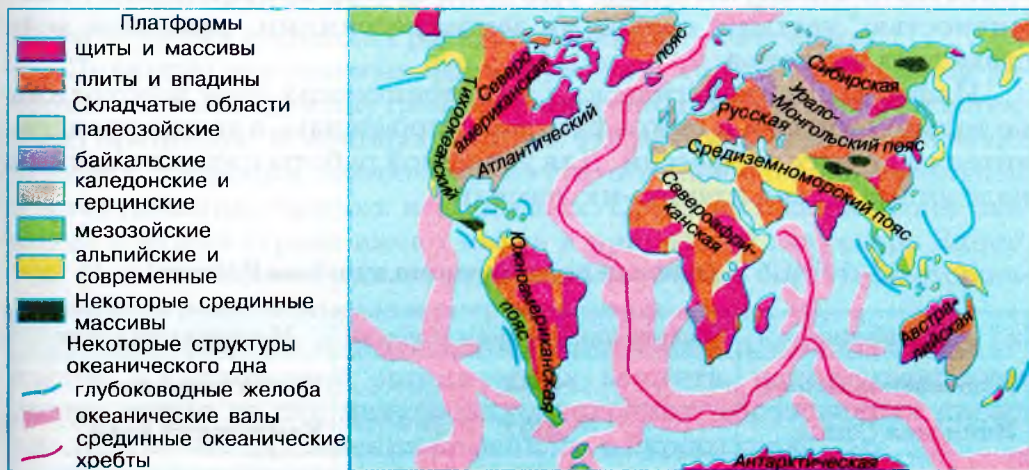 Платформы
щиты и массивы
плиты и впадины
Складчатые области
палеозойские
байкальские
каледонские и
герцинские
мезозойские
альпийские и
современные
Некоторые срединные
массивы
Некоторые структуры
океанического дна
глубоководные желоба
океанические валы
срединные океанические
хребты
Тихоокеанский
пояс
Северо-
американская
Атлантический
пояс
Сибирская
Урало-
-Монгольский пояс
Русская
Средиземноморский пояс
Североафри-
канская
Южноамериканская
Австра-
лийская
Антарктическая